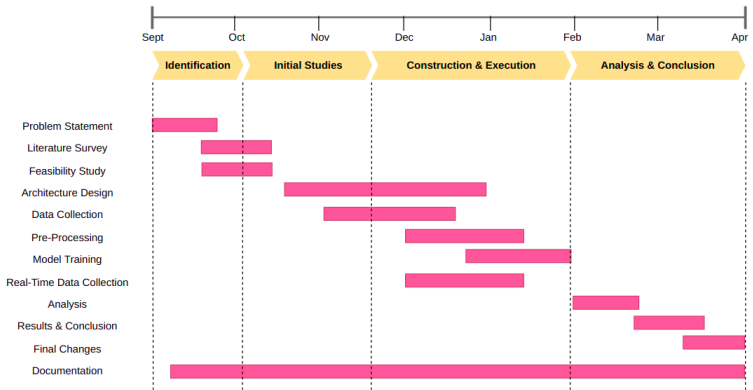 Sept Oct Nov Dec Jan Feb Mar Apr
Identification Initial Studies Construction & Execution Analysis & Conclusion
Problem Statement
Literature Survey
Feasibility Study
Architecture Design
Data Collection
Pre-Processing
Model Training
Real-Time Data Collection
Analysis
Results & Conclusion
Final Changes
Documentation